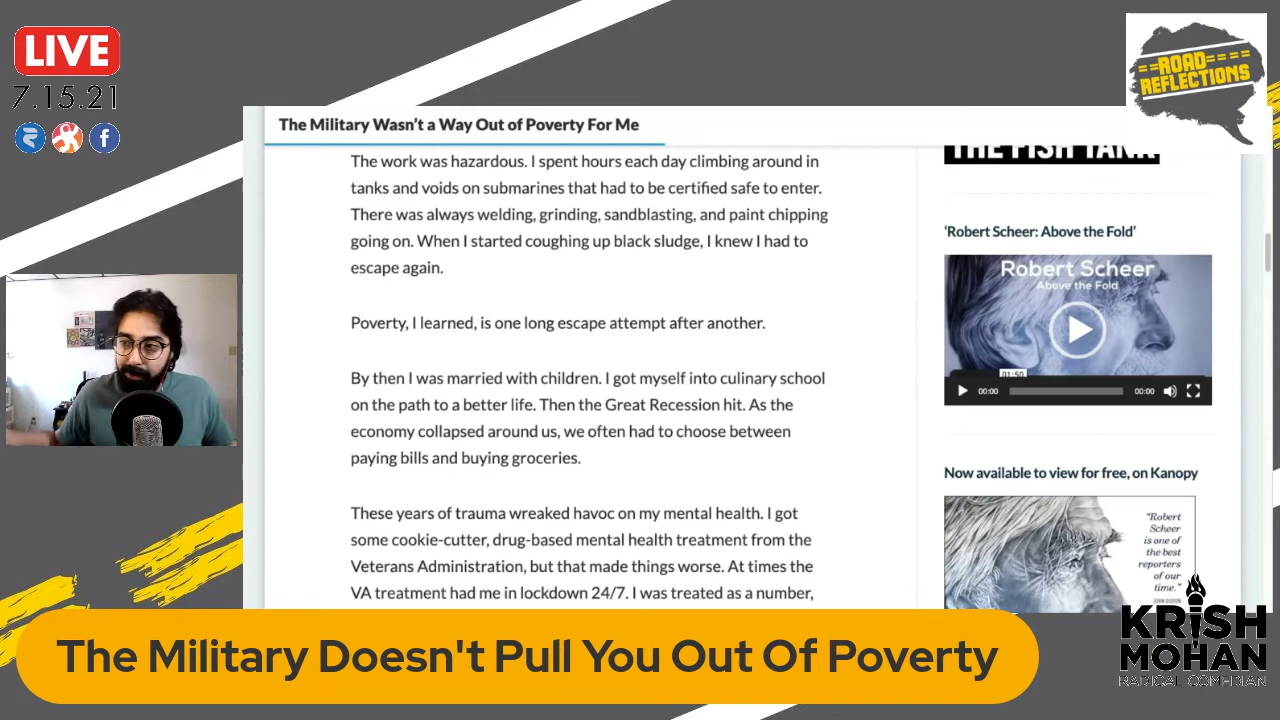 LIVE
7.15.21
==ROAD====
REFLECTIONS
The Military Wasn't a Way Out of Poverty For Me
The work was hazardous. I spent hours each day climbing around in
tanks and voids on submarines that had to be certified safe to enter.
There was always welding, grinding, sandblasting, and paint chipping
going on. When I started coughing up black sludge, I knew I had to
escape again.
Poverty, I learned, is one long escape attempt after another.
By then I was married with children. I got myself into culinary school
on the path to a better life. Then the Great Recession hit. As the
economy collapsed around us, we often had to choose between
paying bills and buying groceries.
These years of trauma wreaked havoc on my mental health. I got
some cookie-cutter, drug-based mental health treatment from the
Veterans Administration, but that made things worse. At times the
VA treatment had me in lockdown 24/7. I was treated as a number,
THE FISH TANK
‘Robert Scheer: Above the Fold’
Robert Scheer
Above the Fold
01:50
00:00
00:00
Now available to view for free, on Kanopy
"Robert
Scheer
is one of
the best
reporters
of our
time."
The Military Doesn't Pull You Out Of Poverty
KRISH
MOHAN
RADICAL COMEDIAN